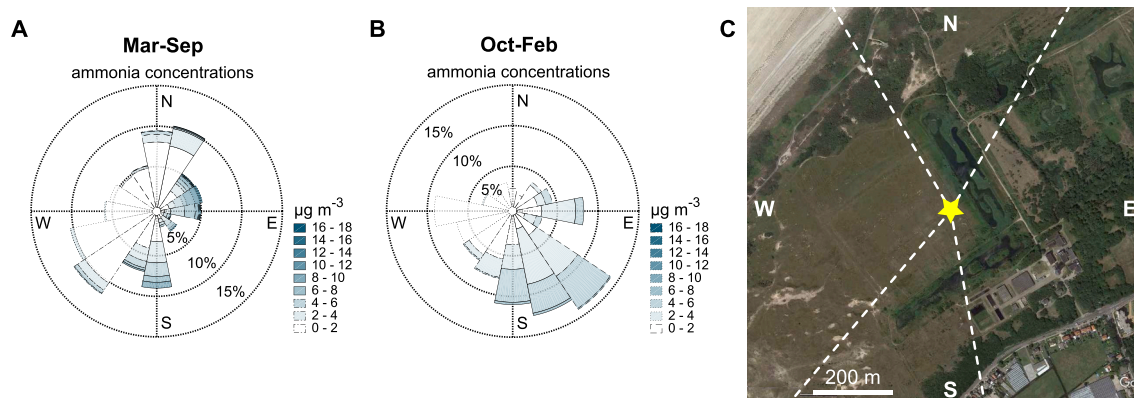 A
Mar-Sep
ammonia concentrations
N
W
E
S
5%
10%
15%
µg m-3
16 - 18
14 - 16
12 - 14
10 - 12
8 - 10
6 - 8
4 - 6
2 - 4
0 - 2
B
Oct-Feb
ammonia concentrations
N
W
E
S
15%
10%
5%
µg m-3
16 - 18
14 - 16
12 - 14
10 - 12
8 - 10
6 - 8
4 - 6
2 - 4
0 - 2
C
N
W
E
S
200 m